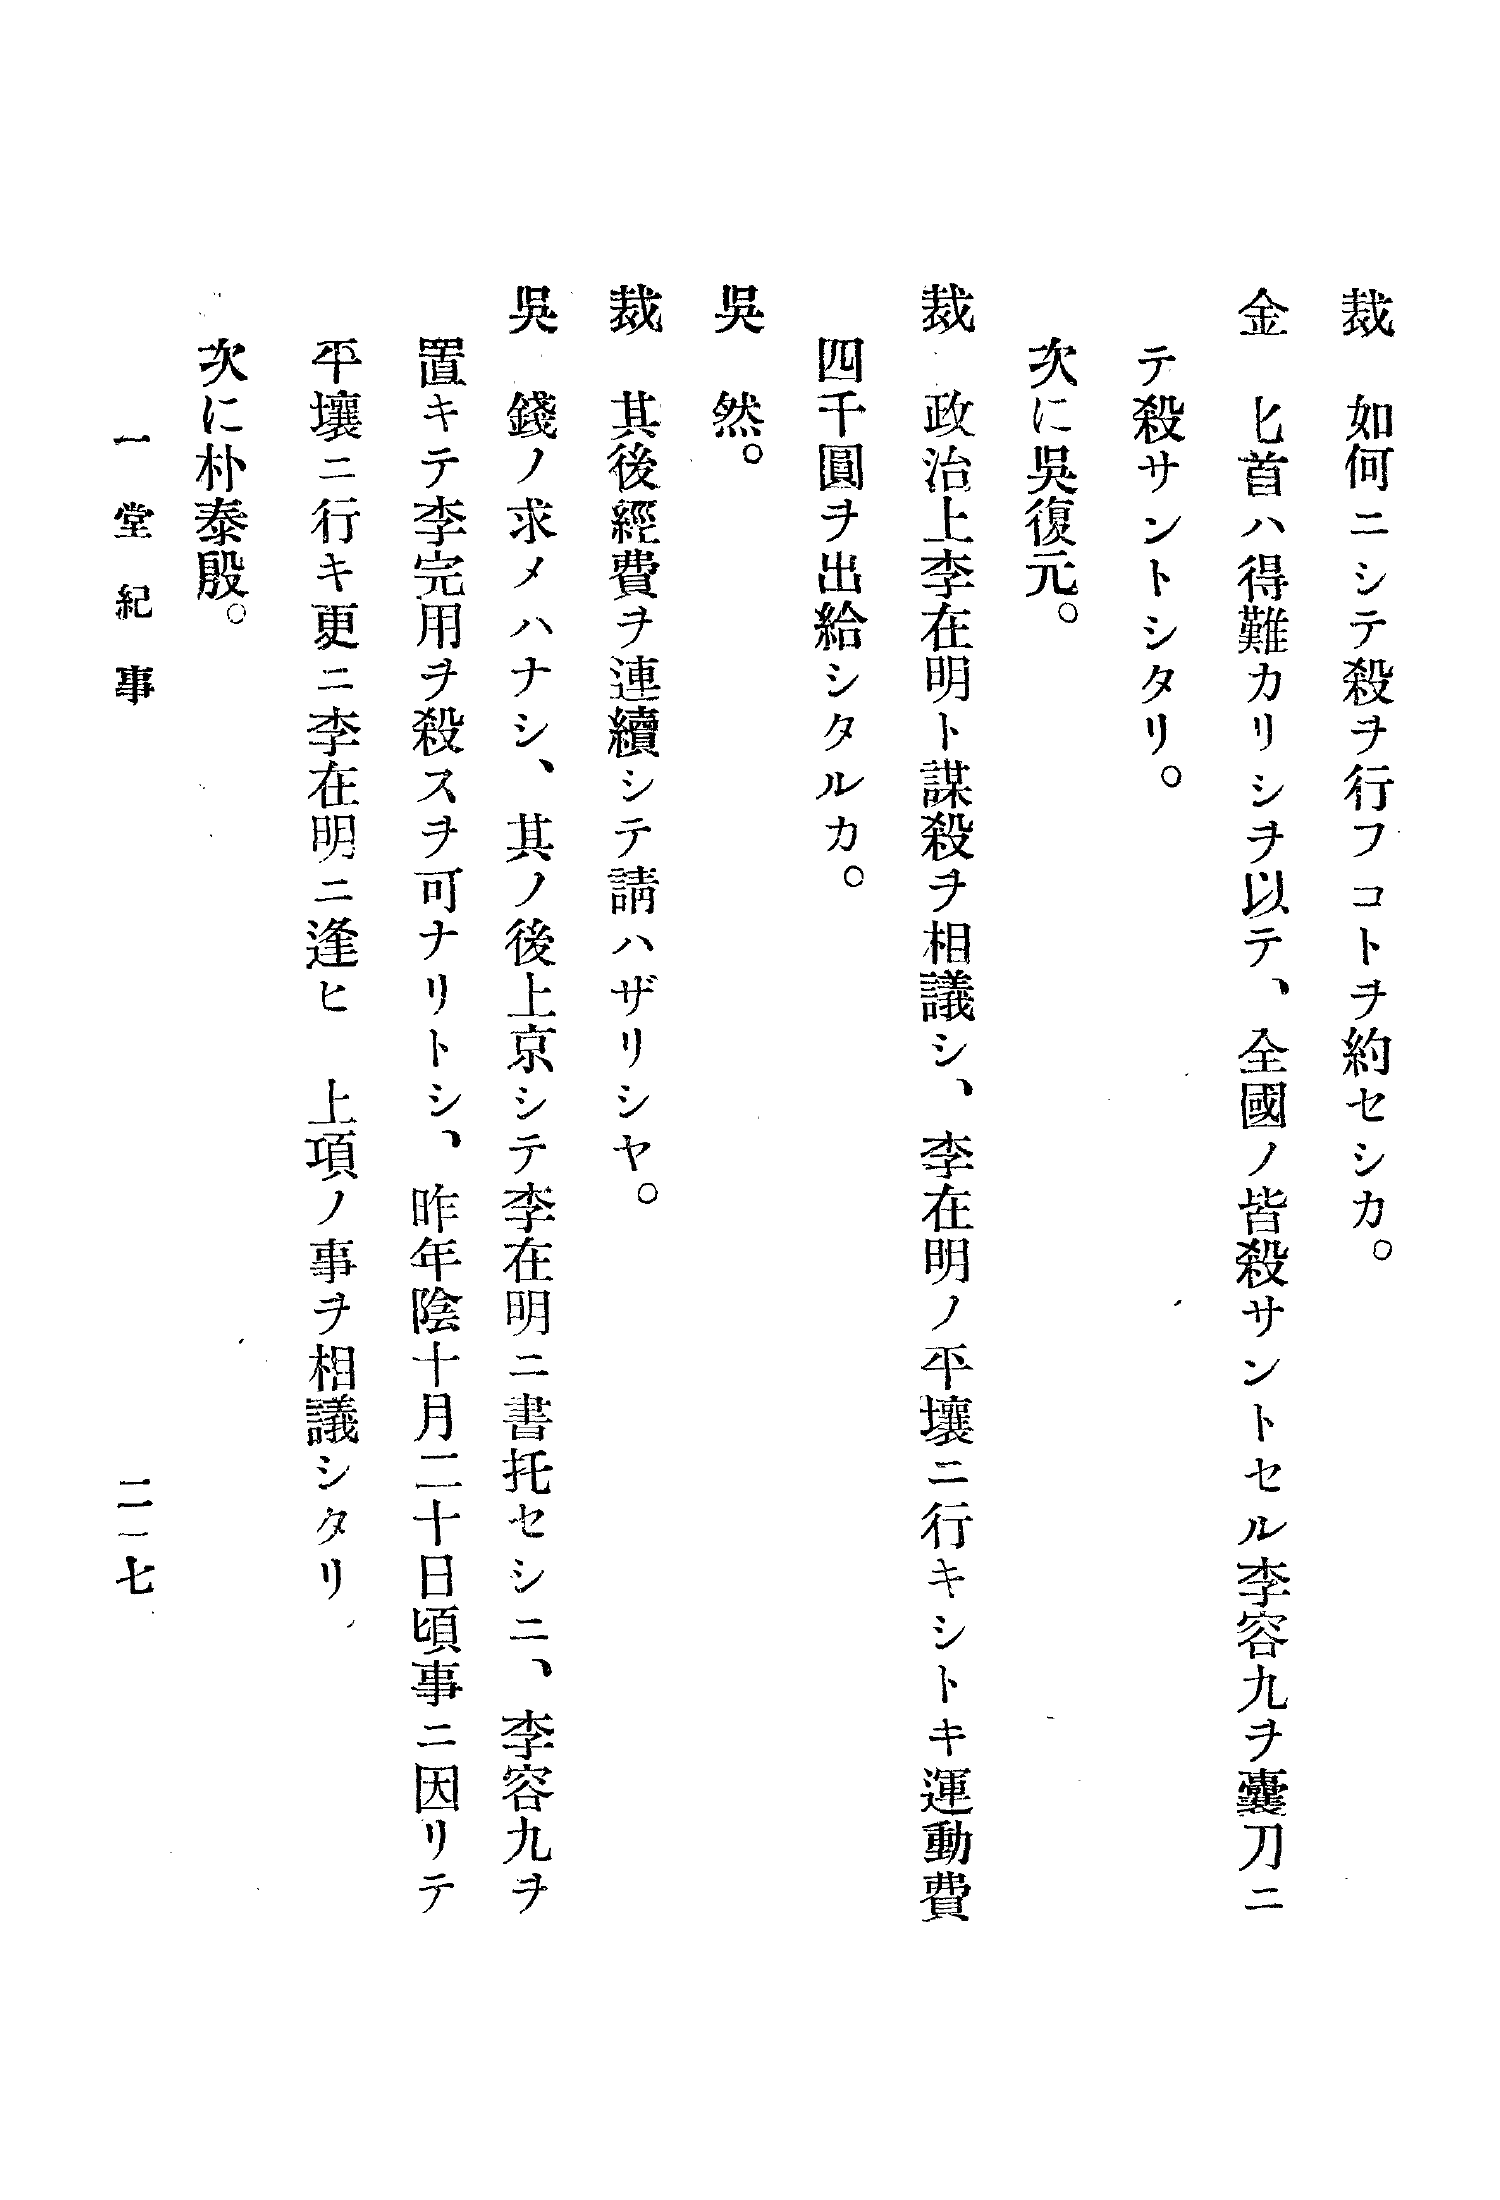 裁　如何ニシテ殺ヲ行フコトヲ約セシカ。
金　匕首ハ得難カリシヲ以テ、全國ノ皆殺サントセル李容九ヲ囊刀ニ
テ殺サントシタリ。
次に吳復元。
裁　政治上李在明ト謀殺ヲ相議シ、李在明ノ平壤ニ行キシトキ運動費
四千圓ヲ出給シタルカ。
吳　然。
裁　其後經費ヲ連續シテ請ハザリシヤ。
吳　錢ノ求メハナシ、其ノ後上京シテ李在明ニ書托セシニ、李容九ヲ
置キテ李完用ヲ殺スヲ可ナリトシ、昨年陰十月二十日頃事ニ因リテ
平壤ニ行キ更ニ李在明ニ逢ヒ　上項ノ事ヲ相議シタリ
次に朴泰殷。
一堂紀事
二一七